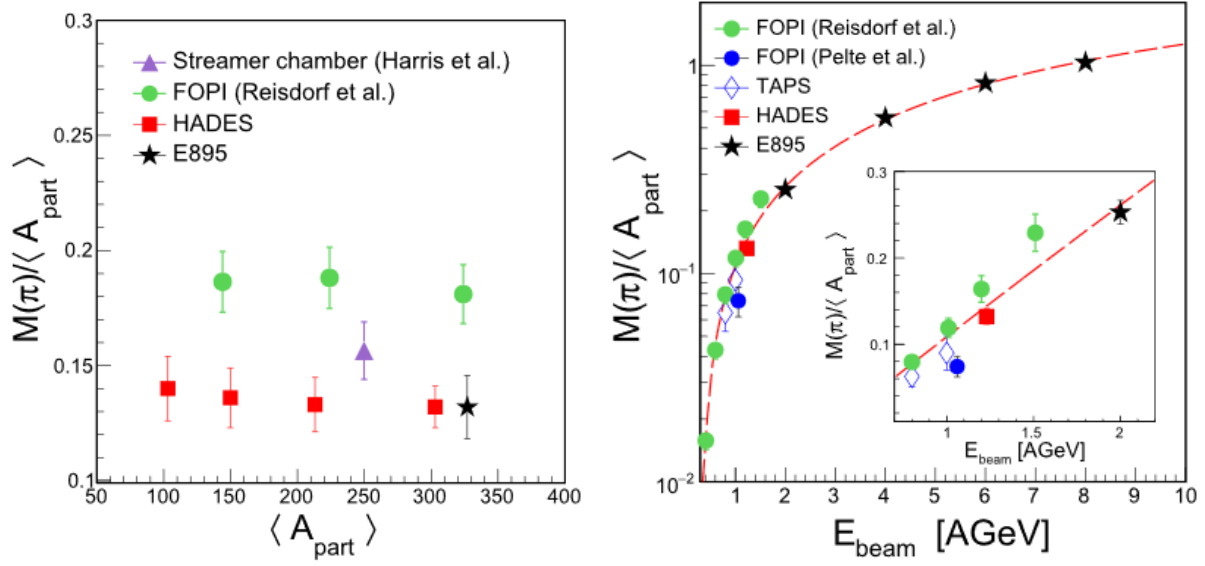 0.3
0.25
0.2
0.15
0.1
M(π)/⟨ A_part ⟩
Streamer chamber (Harris et al.)
FOPI (Reisdorf et al.)
HADES
E895
50 100 150 200 250 300 350 400
⟨ A_part ⟩
1
10⁻¹
10⁻²
M(π)/⟨ A_part ⟩
FOPI (Reisdorf et al.)
FOPI (Pelte et al.)
TAPS
HADES
E895
0.3
0.2
0.1
M(π)/⟨ A_part ⟩
1 1.5 2
E_beam [AGeV]
1 2 3 4 5 6 7 8 9 10
E_beam [AGeV]